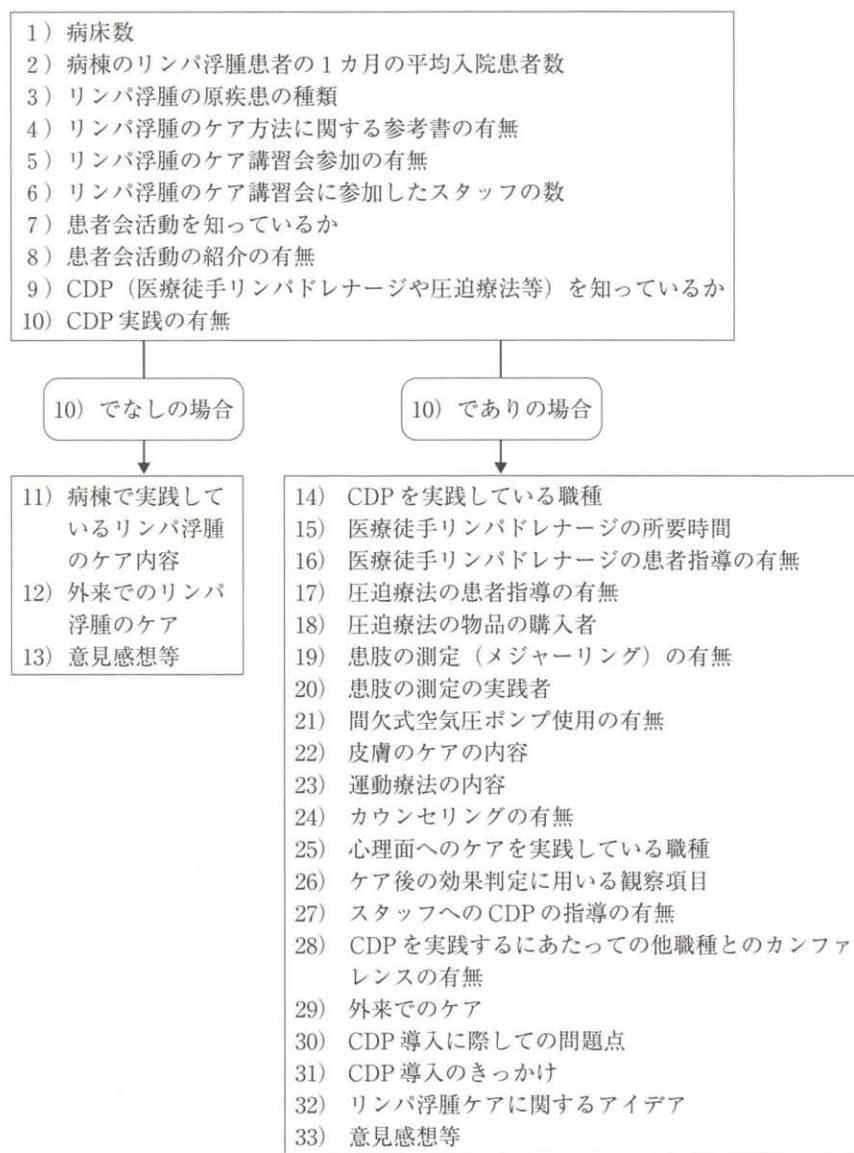 1）病床数
2）病棟のリンパ浮腫患者の1カ月の平均入院患者数
3）リンパ浮腫の原疾患の種類
4）リンパ浮腫のケア方法に関する参考書の有無
5）リンパ浮腫のケア講習会参加の有無
6）リンパ浮腫のケア講習会に参加したスタッフの数
7）患者会活動を知っているか
8）患者会活動の紹介の有無
9）CDP（医療徒手リンパドレナージや圧迫療法等）を知っているか
10）CDP実践の有無
10）でなしの場合
10）でありの場合
11）病棟で実践して
いるリンパ浮腫
のケア内容
12）外来でのリンパ
浮腫のケア
13）意見感想等
14）CDPを実践している職種
15）医療徒手リンパドレナージの所要時間
16）医療徒手リンパドレナージの患者指導の有無
17）圧迫療法の患者指導の有無
18）圧迫療法の物品の購入者
19）患肢の測定（メジャーリング）の有無
20）患肢の測定の実践者
21）間欠式空気圧ポンプ使用の有無
22）皮膚のケアの内容
23）運動療法の内容
24）カウンセリングの有無
25）心理面へのケアを実践している職種
26）ケア後の効果判定に用いる観察項目
27）スタッフへのCDPの指導の有無
28）CDPを実践するにあたっての他職種とのカンファ
レンスの有無
29）外来でのケア
30）CDP導入に際しての問題点
31）CDP導入のきっかけ
32）リンパ浮腫ケアに関するアイデア
33）意見感想等